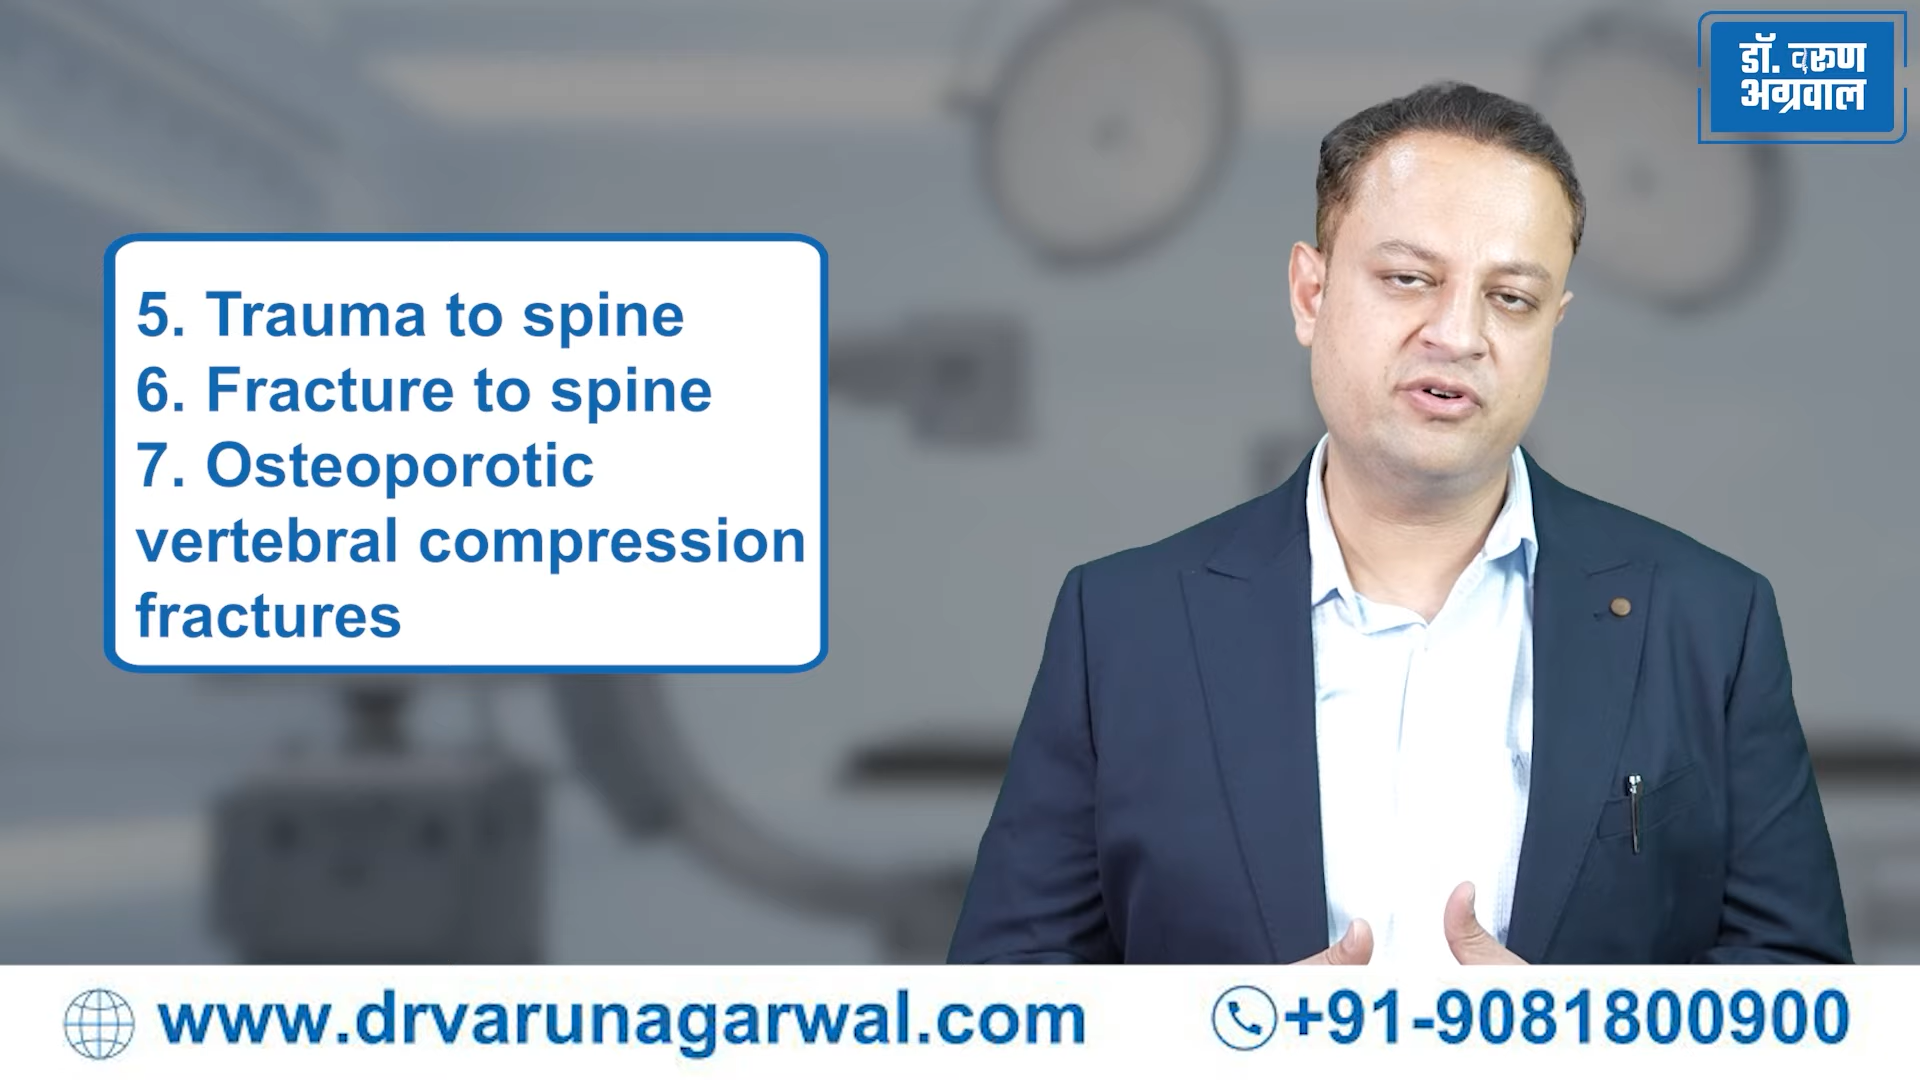 डॉ. वरुण
अग्रवाल
5. Trauma to spine
6. Fracture to spine
7. Osteoporotic
vertebral compression
fractures
www.drvarunagarwal.com
+91-9081800900